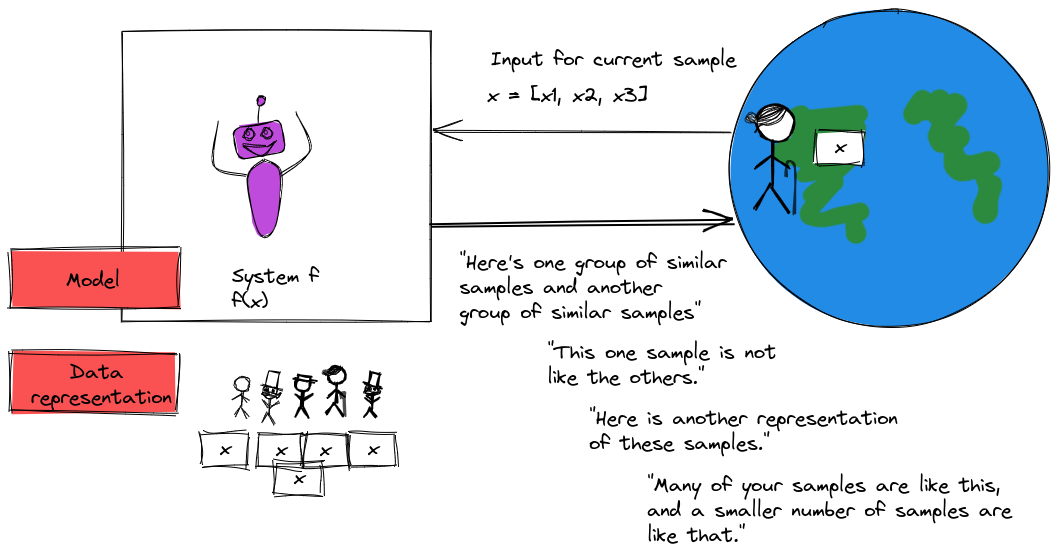 Input for current sample
x = [x1, x2, x3]
x
"Here's one group of similar
samples and another
group of similar samples"
Model
System f
f(x)
"This one sample is not
like the others."
Data
representation
"Here is another representation
of these samples."
x
x
x
x
x
"Many of your samples are like this,
and a smaller number of samples are
like that."